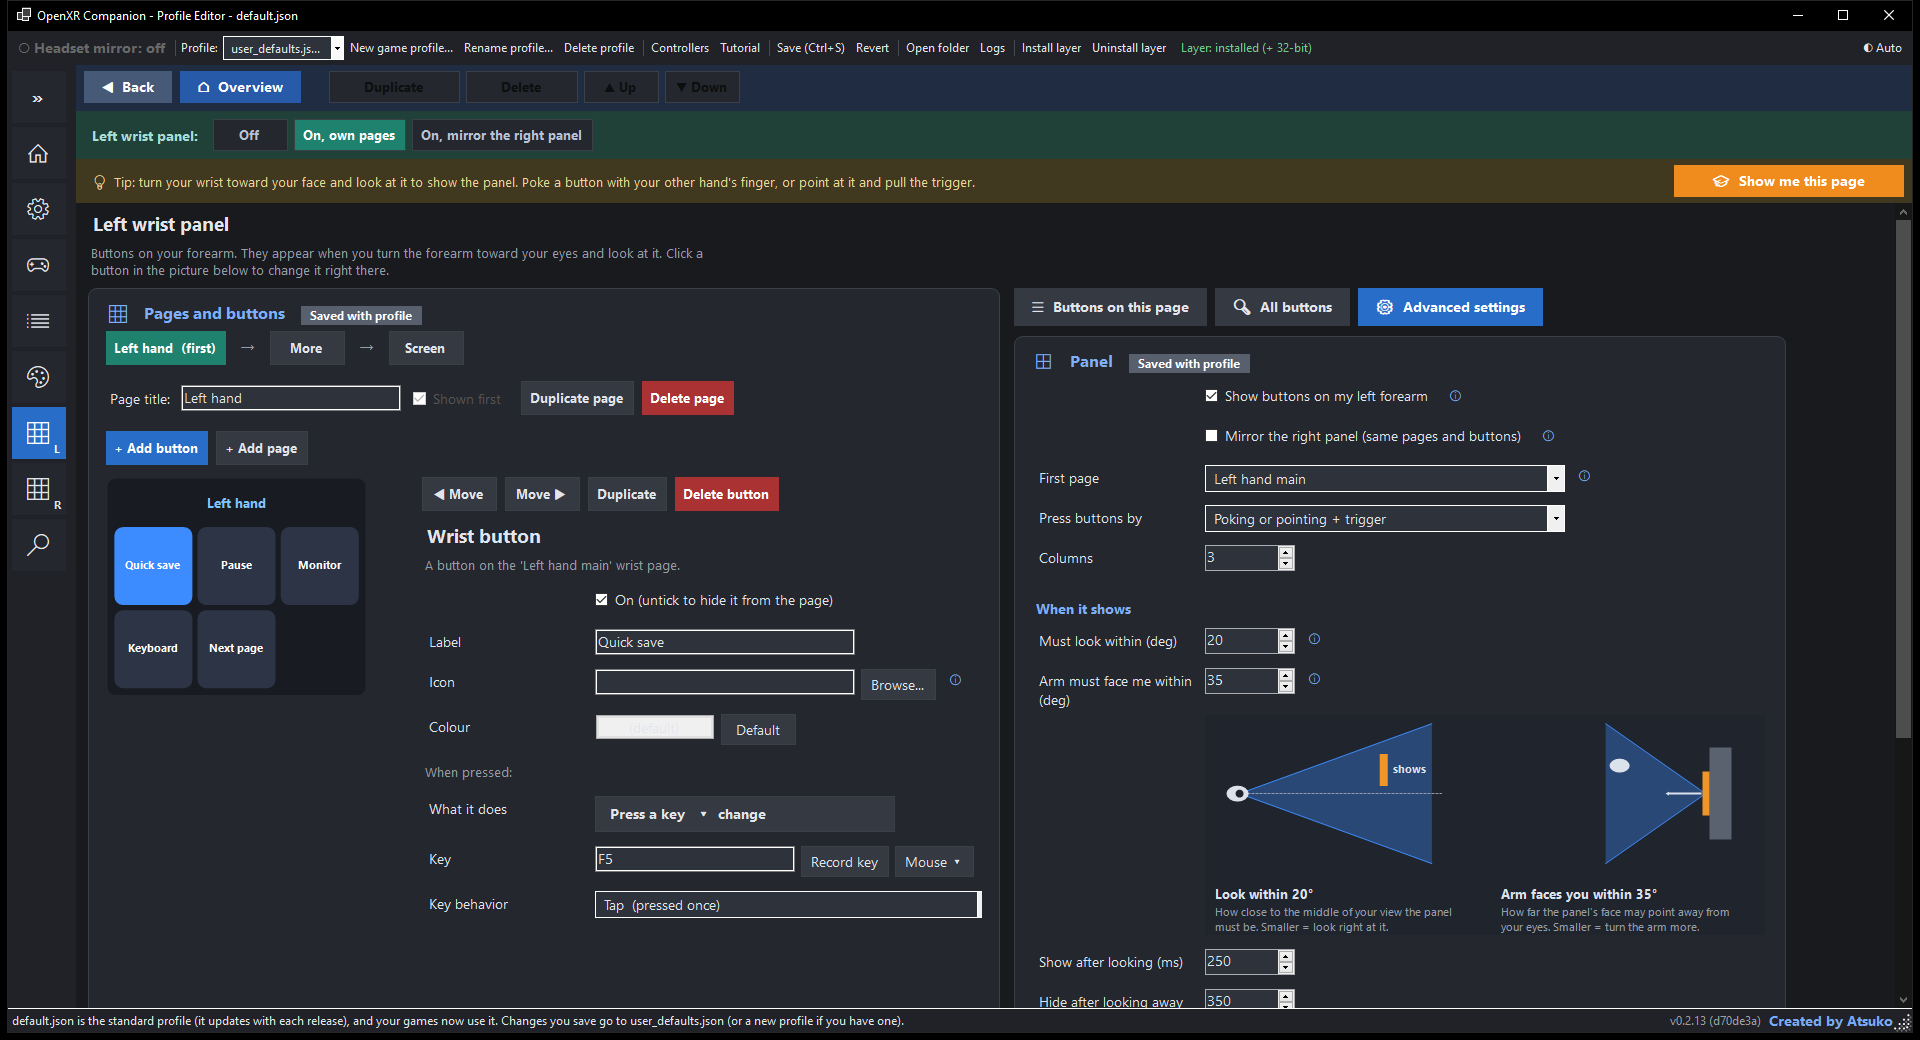 OpenXR Companion - Profile Editor - default.json
Headset mirror: off
Profile: user_defaults.js...
New game profile... Rename profile... Delete profile
Controllers Tutorial
Save (Ctrl+S) Revert
Open folder Logs
Install layer Uninstall layer Layer: installed (+ 32-bit)
Auto
Back
Overview
Duplicate
Delete
Up
Down
Left wrist panel:
Off
On, own pages
On, mirror the right panel
Tip: turn your wrist toward your face and look at it to show the panel. Poke a button with your other hand's finger, or point at it and pull the trigger.
Show me this page
L
R
Left wrist panel
Buttons on your forearm. They appear when you turn the forearm toward your eyes and look at it. Click a
button in the picture below to change it right there.
Pages and buttons
Saved with profile
Left hand (first) → More → Screen
Page title: Left hand
Shown first
Duplicate page
Delete page
+ Add button
+ Add page
Left hand
Quick save
Pause
Monitor
Keyboard
Next page
◀ Move
Move ▶
Duplicate
Delete button
Wrist button
A button on the 'Left hand main' wrist page.
On (untick to hide it from the page)
Label Quick save
Icon Browse...
Colour (default) Default
When pressed:
What it does Press a key ▾ change
Key F5 Record key Mouse ▾
Key behavior Tap (pressed once)
Buttons on this page
All buttons
Advanced settings
Panel
Saved with profile
Show buttons on my left forearm
Mirror the right panel (same pages and buttons)
First page Left hand main
Press buttons by Poking or pointing + trigger
Columns 3
When it shows
Must look within (deg) 20
Arm must face me within
(deg)
35
shows
Look within 20°
How close to the middle of your view the panel
must be. Smaller = look right at it.
Arm faces you within 35°
How far the panel's face may point away from
your eyes. Smaller = turn the arm more.
Show after looking (ms) 250
Hide after looking away 350
default.json is the standard profile (it updates with each release), and your games now use it. Changes you save go to user_defaults.json (or a new profile if you have one).
v0.2.13 (d70de3a) Created by Atsuko